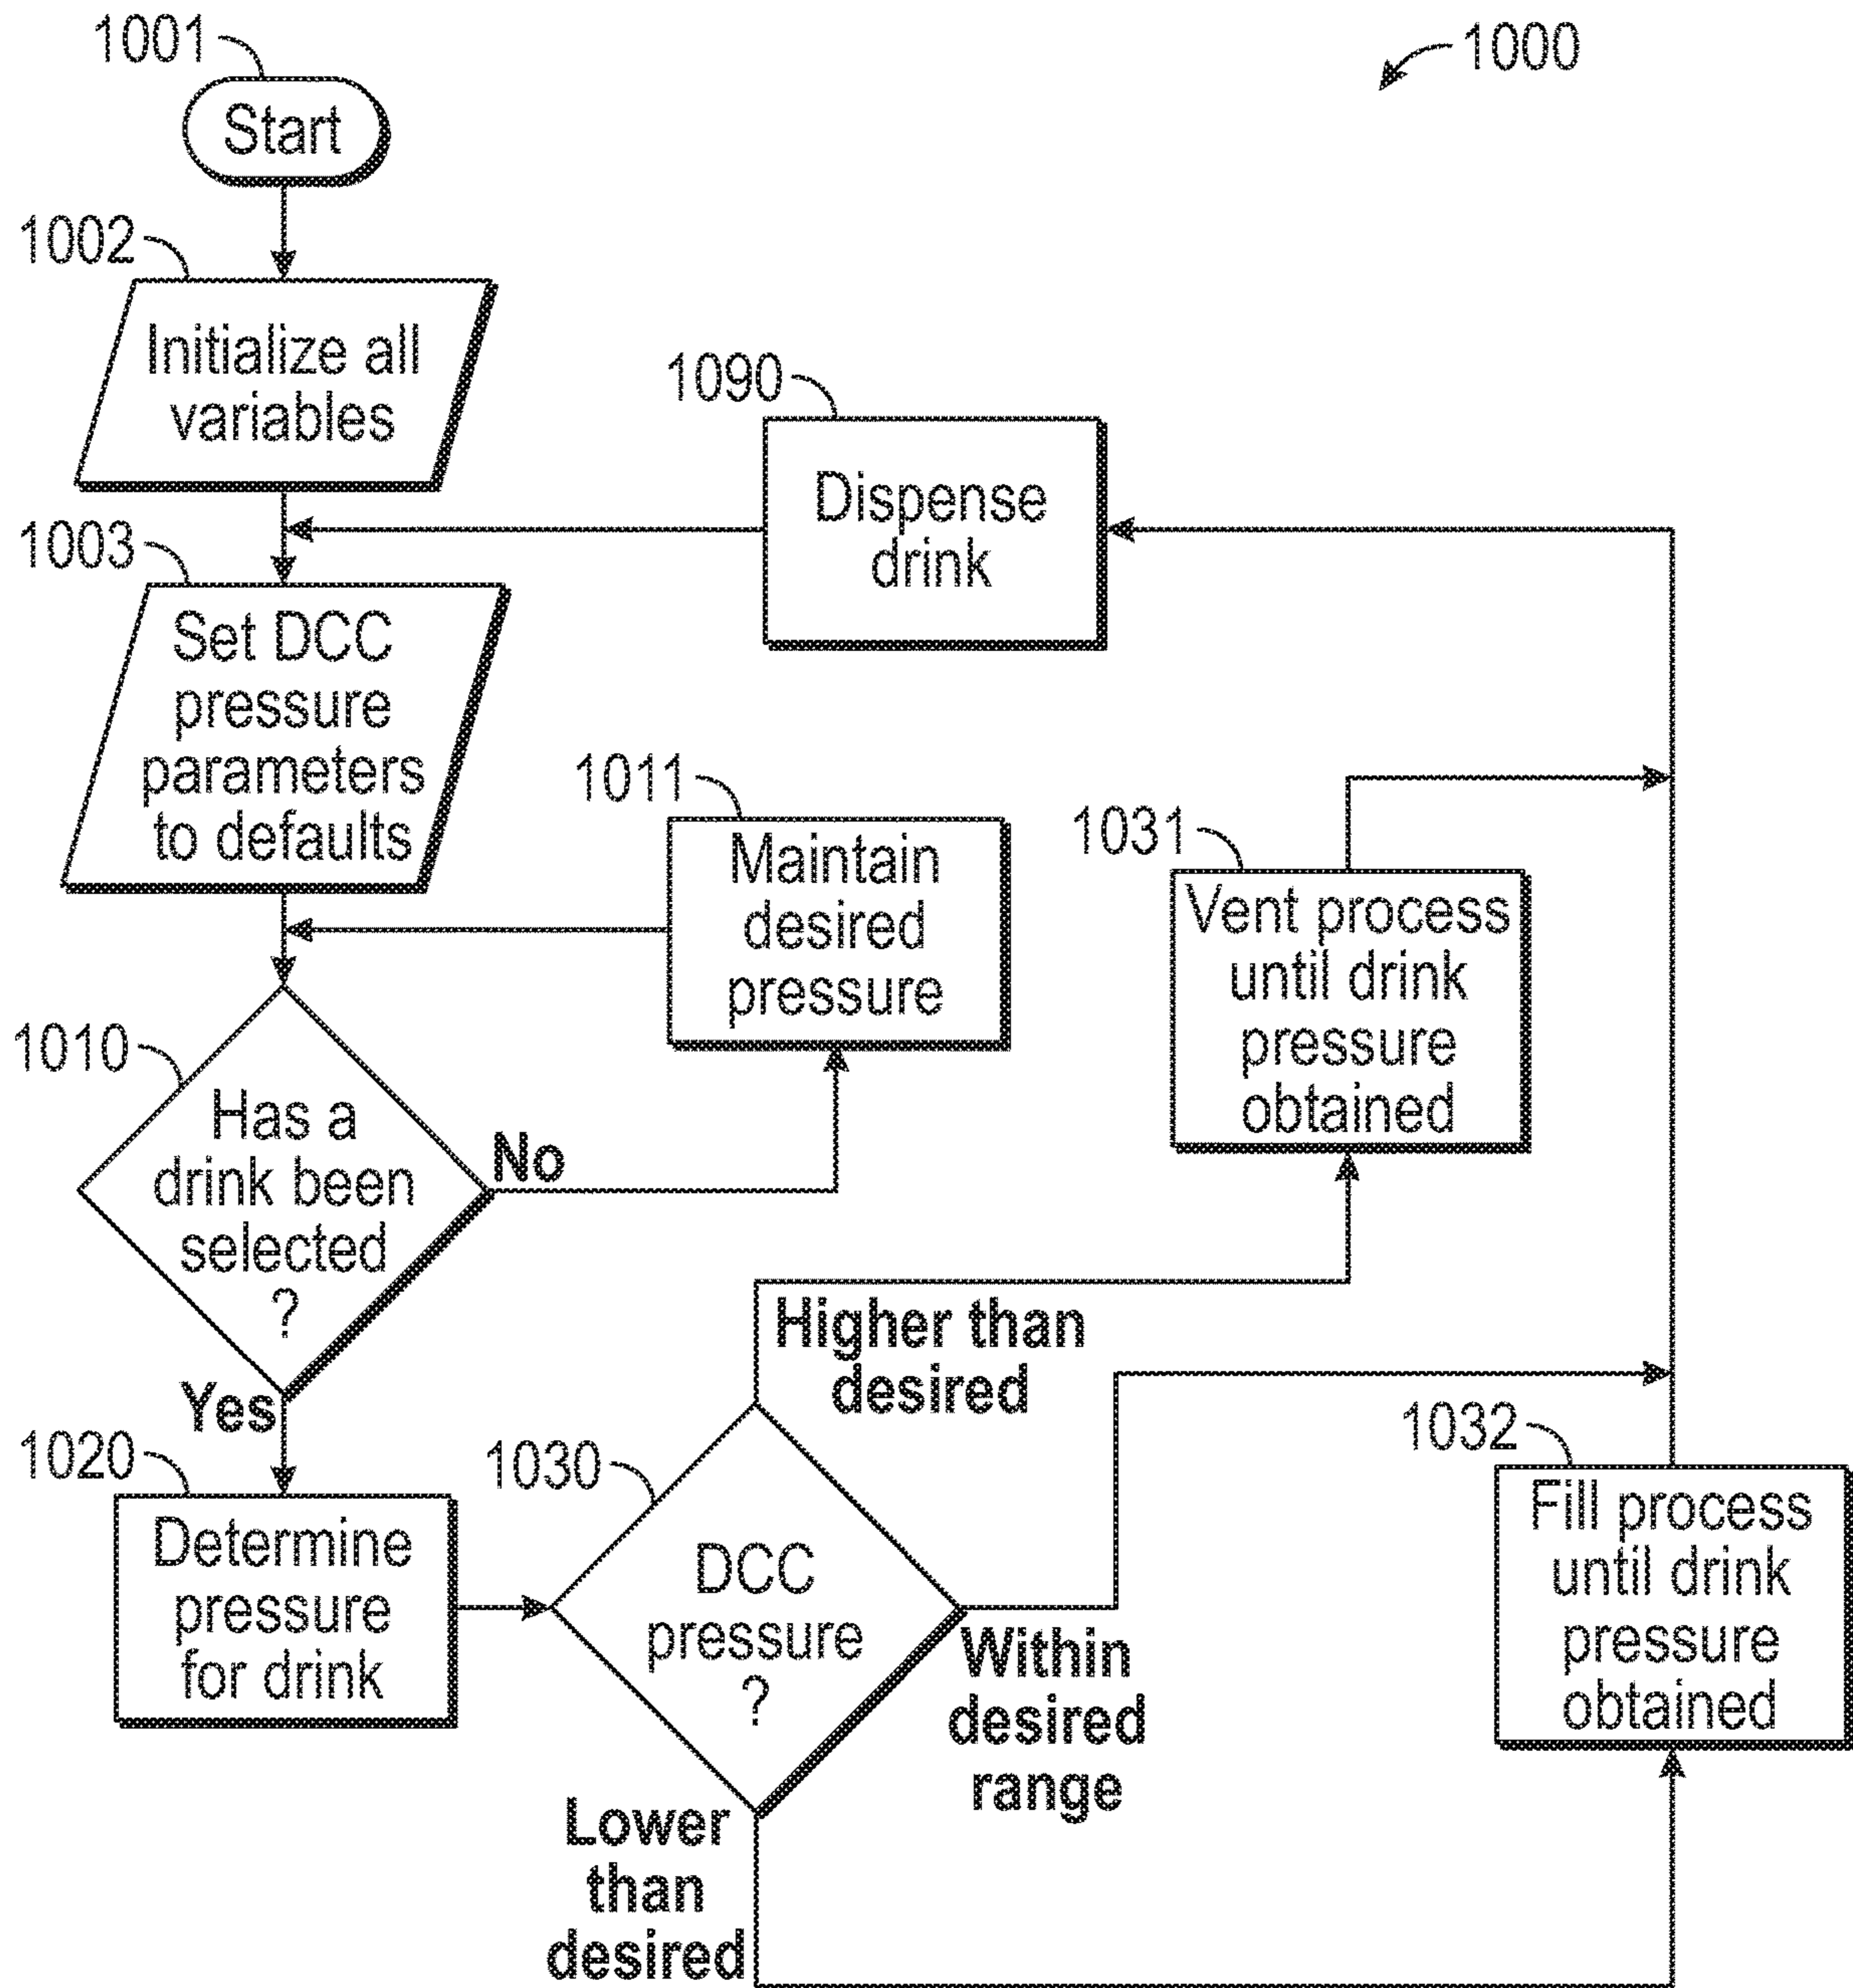 1001
1000
Start
1002
Initialize all
variables
1090
Dispense
drink
1003
Set DCC
pressure
parameters
to defaults
1011
Maintain
desired
pressure
1031
Vent process
until drink
pressure
obtained
1010
Has a
drink been
selected
?
No
Yes
Higher than
desired
1020
Determine
pressure
for drink
1030
DCC
pressure
?
Within
desired
range
Lower
than
desired
1032
Fill process
until drink
pressure
obtained